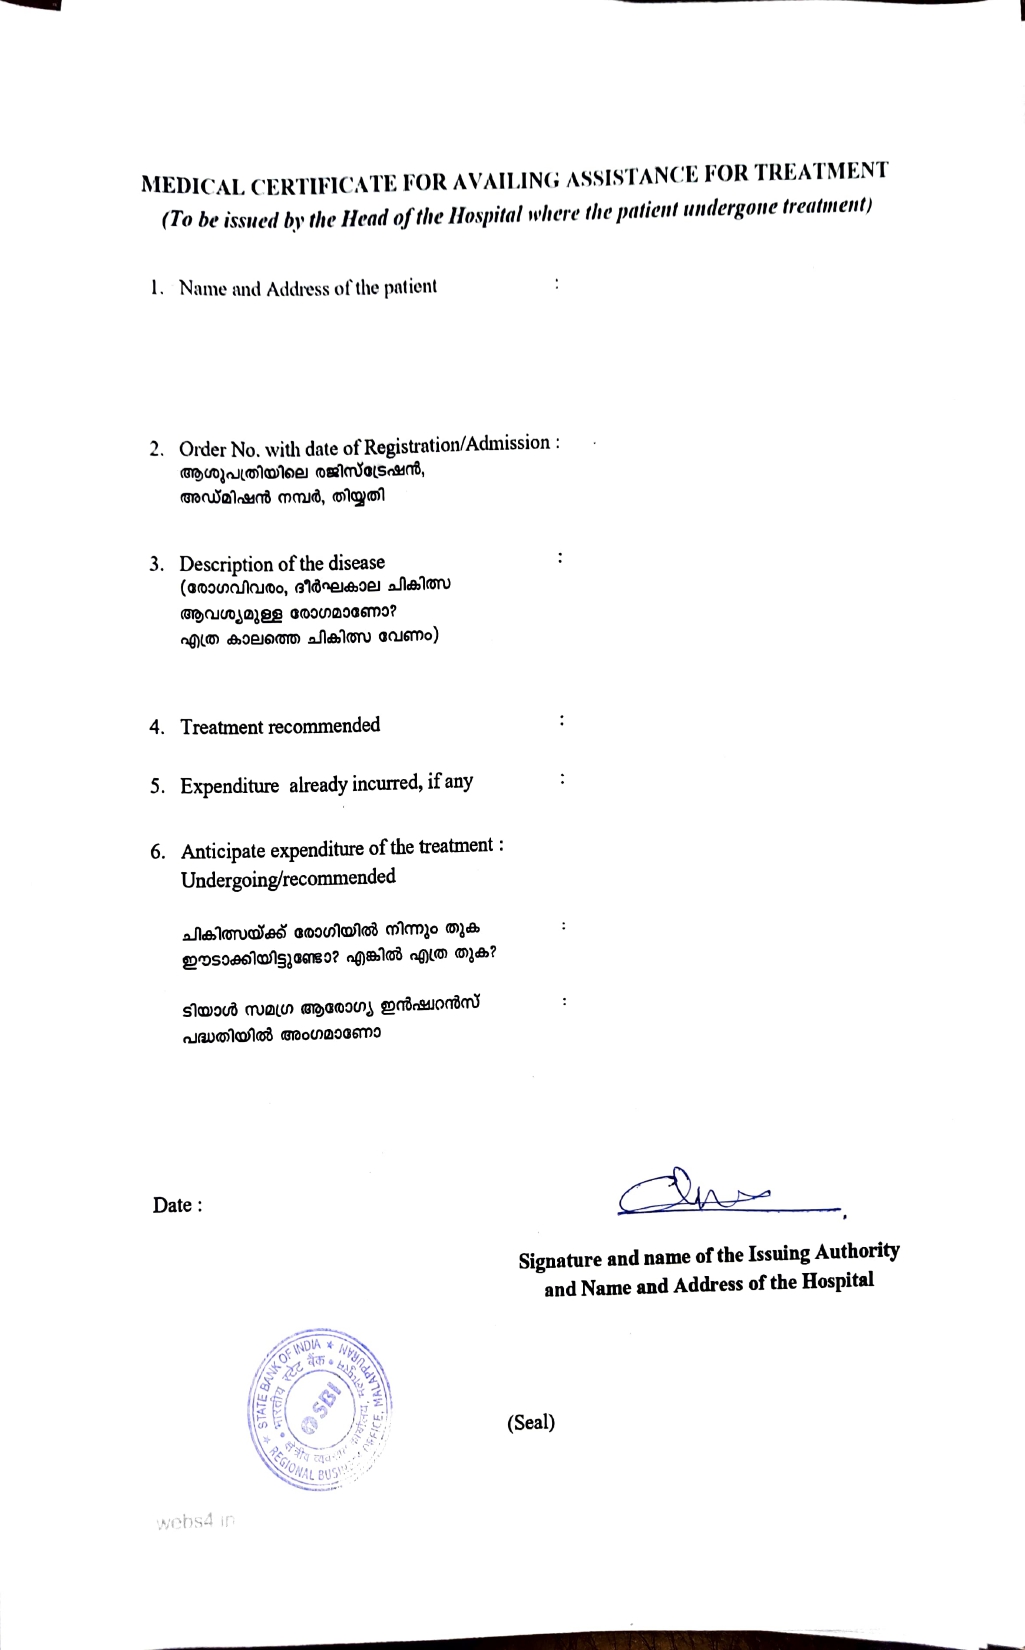 MEDICAL CERTIFICATE FOR AVAILING ASSISTANCE FOR TREATMENT
(To be issued by the Head of the Hospital where the patient undergone treatment)
1. Name and Address of the patient :
2. Order No. with date of Registration/Admission :
ആശുപത്രിയിലെ രജിസ്ട്രേഷൻ,
അഡ്മിഷൻ നമ്പർ, തിയ്യതി
3. Description of the disease :
(രോഗവിവരം, ദീർഘകാല ചികിത്സ
ആവശ്യമുള്ള രോഗമാണോ?
എത്ര കാലത്തെ ചികിത്സ വേണം)
4. Treatment recommended :
5. Expenditure already incurred, if any :
6. Anticipate expenditure of the treatment :
Undergoing/recommended
ചികിത്സയ്ക്ക് രോഗിയിൽ നിന്നും തുക :
ഈടാക്കിയിട്ടുണ്ടോ? എങ്കിൽ എത്ര തുക?
ടിയാൾ സമഗ്ര ആരോഗ്യ ഇൻഷ്വറൻസ് :
പദ്ധതിയിൽ അംഗമാണോ
Date :
Signature and name of the Issuing Authority
and Name and Address of the Hospital
STATE BANK OF INDIA
भारतीय स्टेट बैंक
SBI
REGIONAL OFFICE, MALAPPURAM
(Seal)
webs4 in